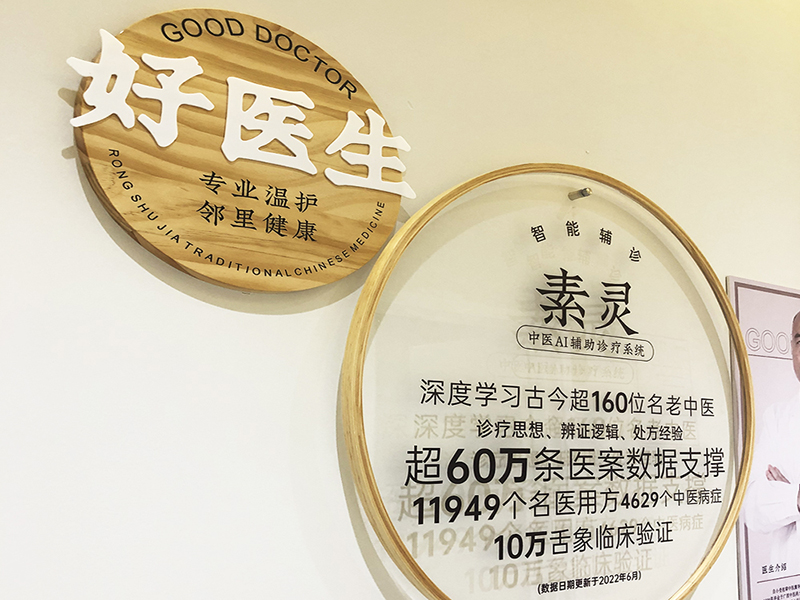 GOOD DOCTOR
好医生
专业温护
邻里健康
RONG SHU JIA TRADITIONAL CHINESE MEDICINE
智能辅诊
素灵
中医AI辅助诊疗系统
深度学习古今超160位名老中医
诊疗思想、辨证逻辑、处方经验
超60万条医案数据支撑
11949个名医用方4629个中医病症
10万舌象临床验证
(数据日期更新于2022年6月)
GOO
医生介绍